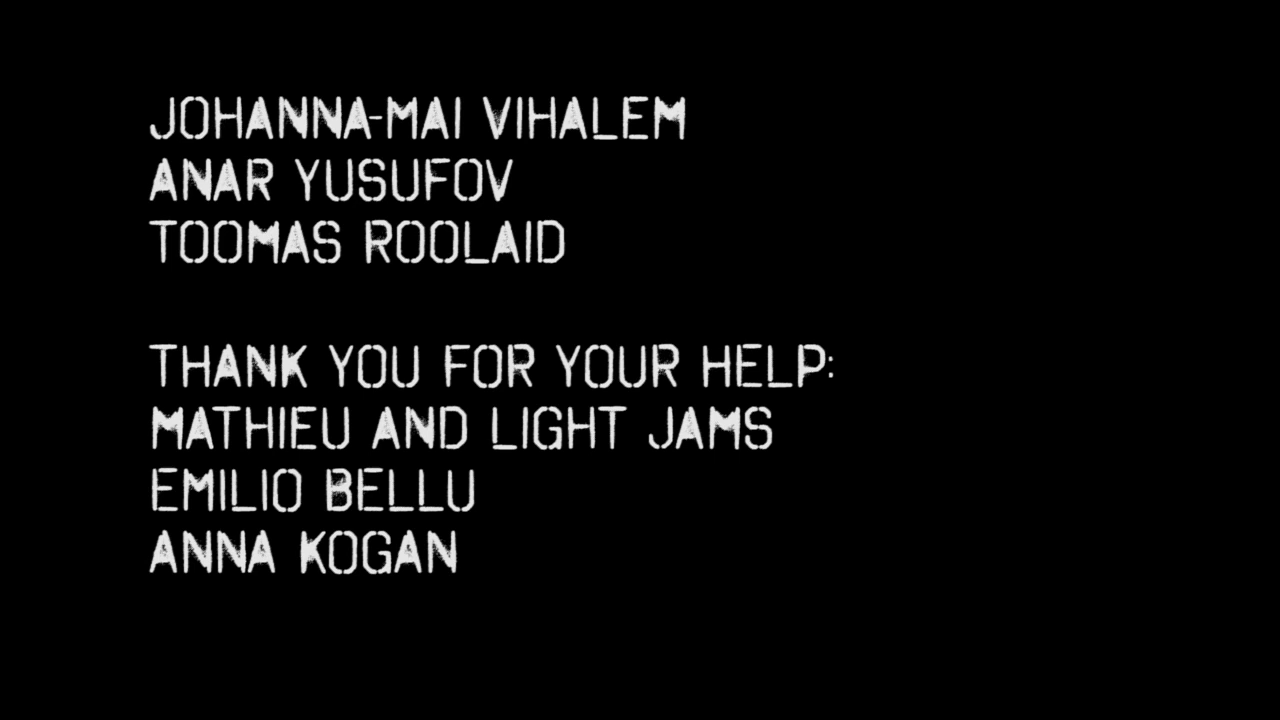 JOHANNA-MAI VIHALEM
ANAR YUSUFOV
TOOMAS ROOLAID
THANK YOU FOR YOUR HELP:
MATHIEU AND LIGHT JAMS
EMILIO BELLU
ANNA KOGAN